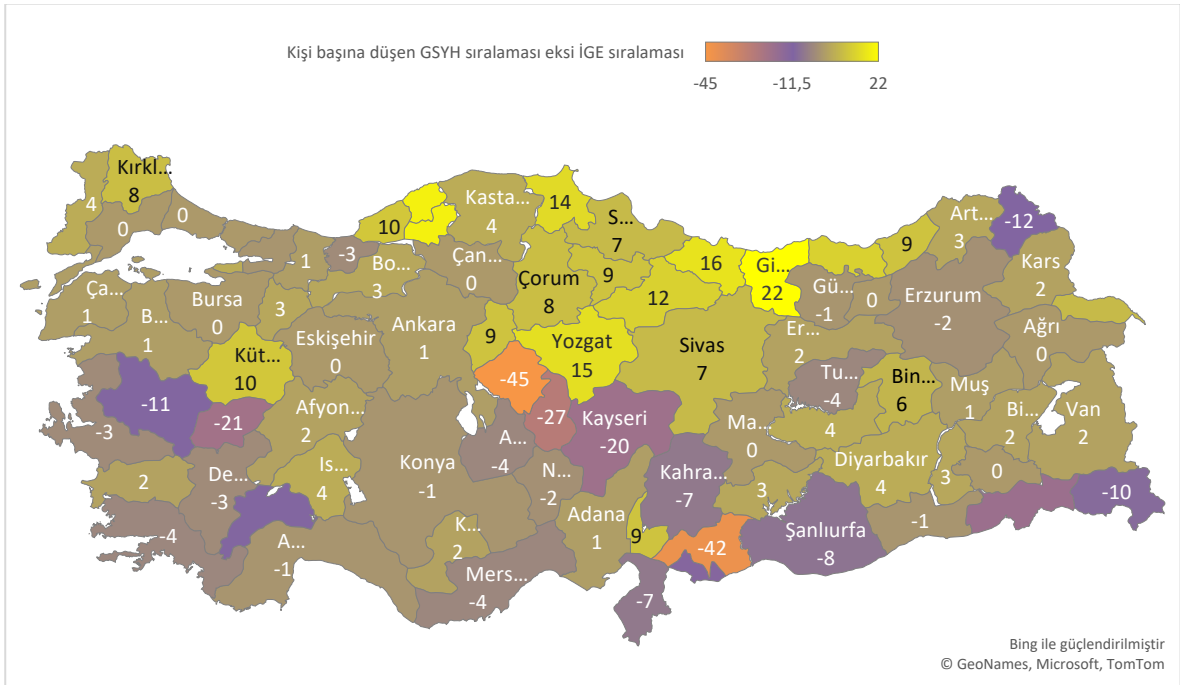 Kişi başına düşen GSYH sıralaması eksi İGE sıralaması
-45 -11,5 22
Kırkl...
8
4
0
0
10
Kasta...
4
14
S...
7
-3
1
Bo...
3
Çan...
0
Çorum
8
9
16
12
Gi...
22
Gü...
-1
0
9
Art...
3
-12
Kars
2
Erzurum
-2
Ça...
1
B...
1
Bursa
0
3
Eskişehir
0
Ankara
1
9
Yozgat
15
Sivas
7
Er...
2
Ağrı
0
Küt...
10
-45
-27
Kayseri
-20
Tu...
-4
Bin...
6
Muş
1
Bi...
2
Van
2
-11
-3
-21
Afyon...
2
A...
-4
Ma...
0
4
Diyarbakır
4
3
0
-10
2
De...
-3
Is...
4
Konya
-1
N...
-2
Kahra...
-7
3
Şanlıurfa
-8
-1
-4
A...
-1
K...
2
Mers...
-4
Adana
1
9
-42
-7
Bing ile güçlendirilmiştir
© GeoNames, Microsoft, TomTom